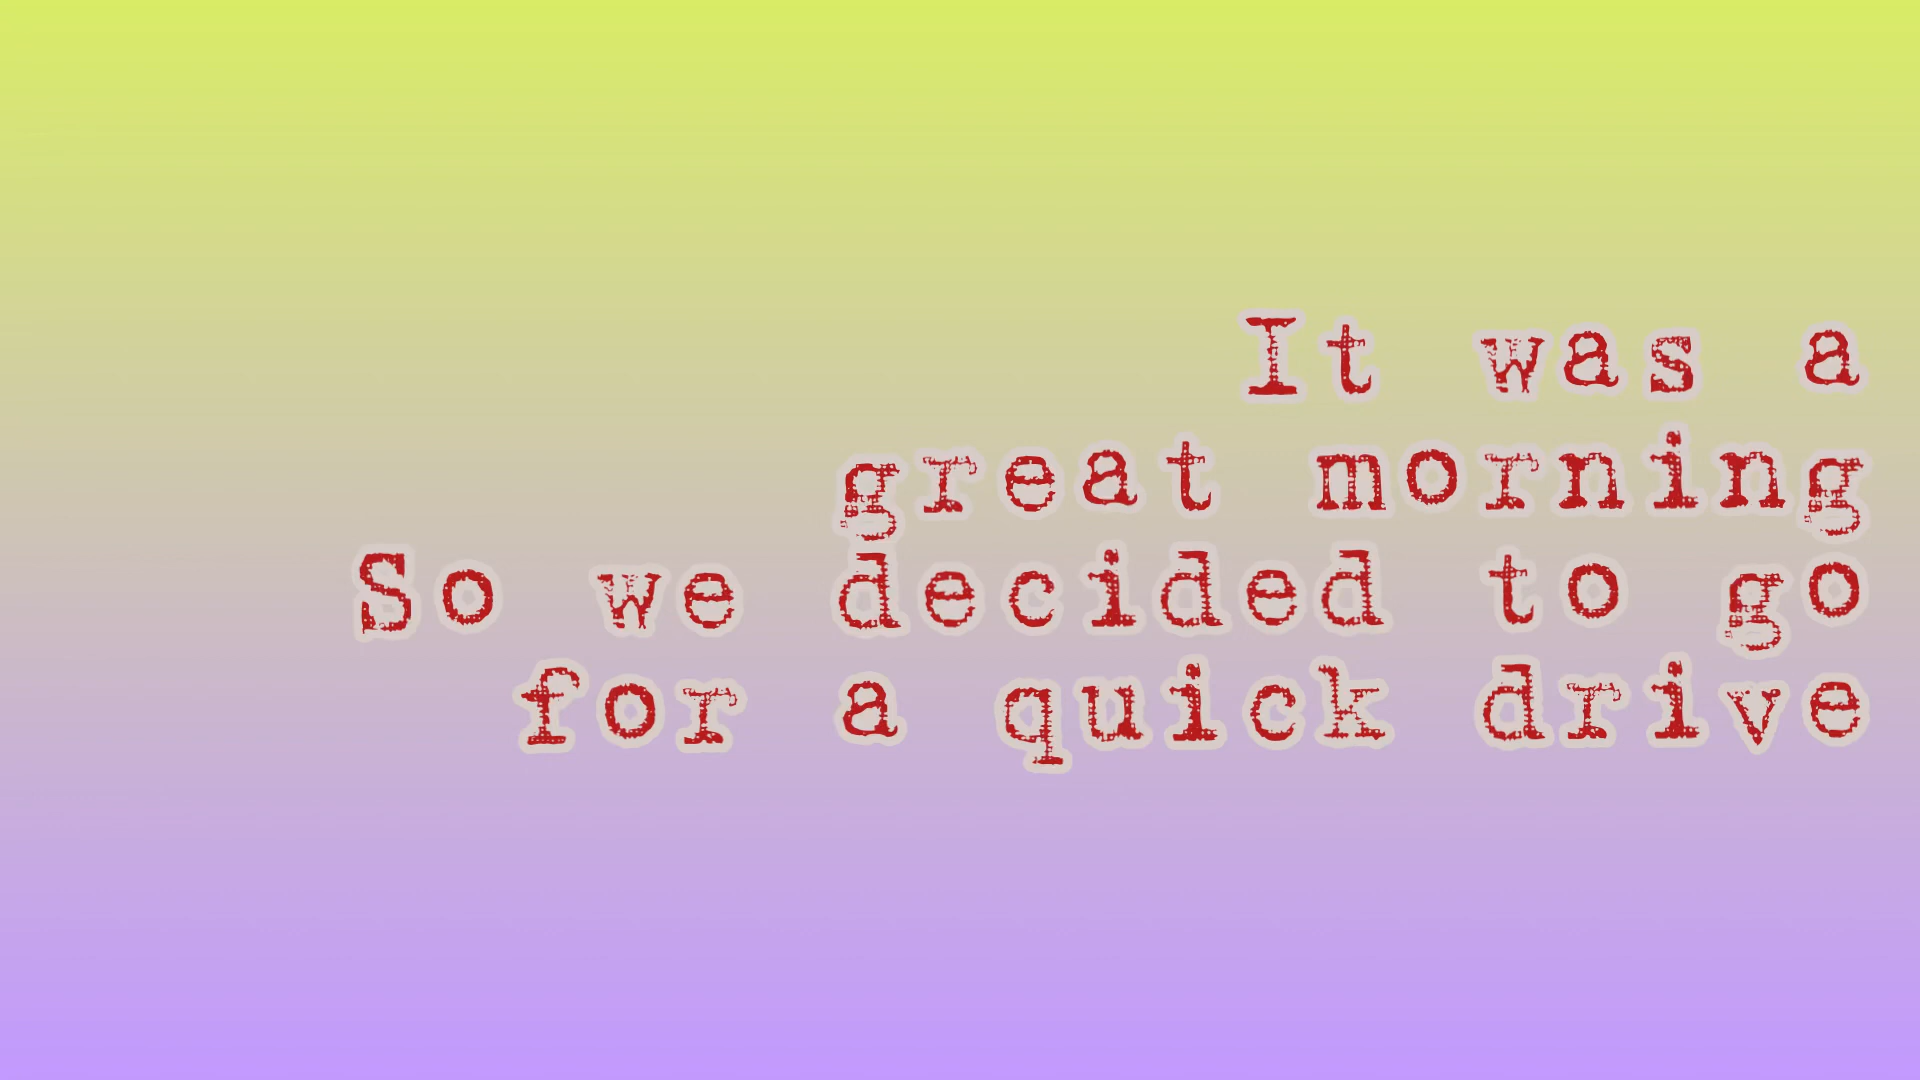 It was a
great morning
So we decided to go
for a quick drive